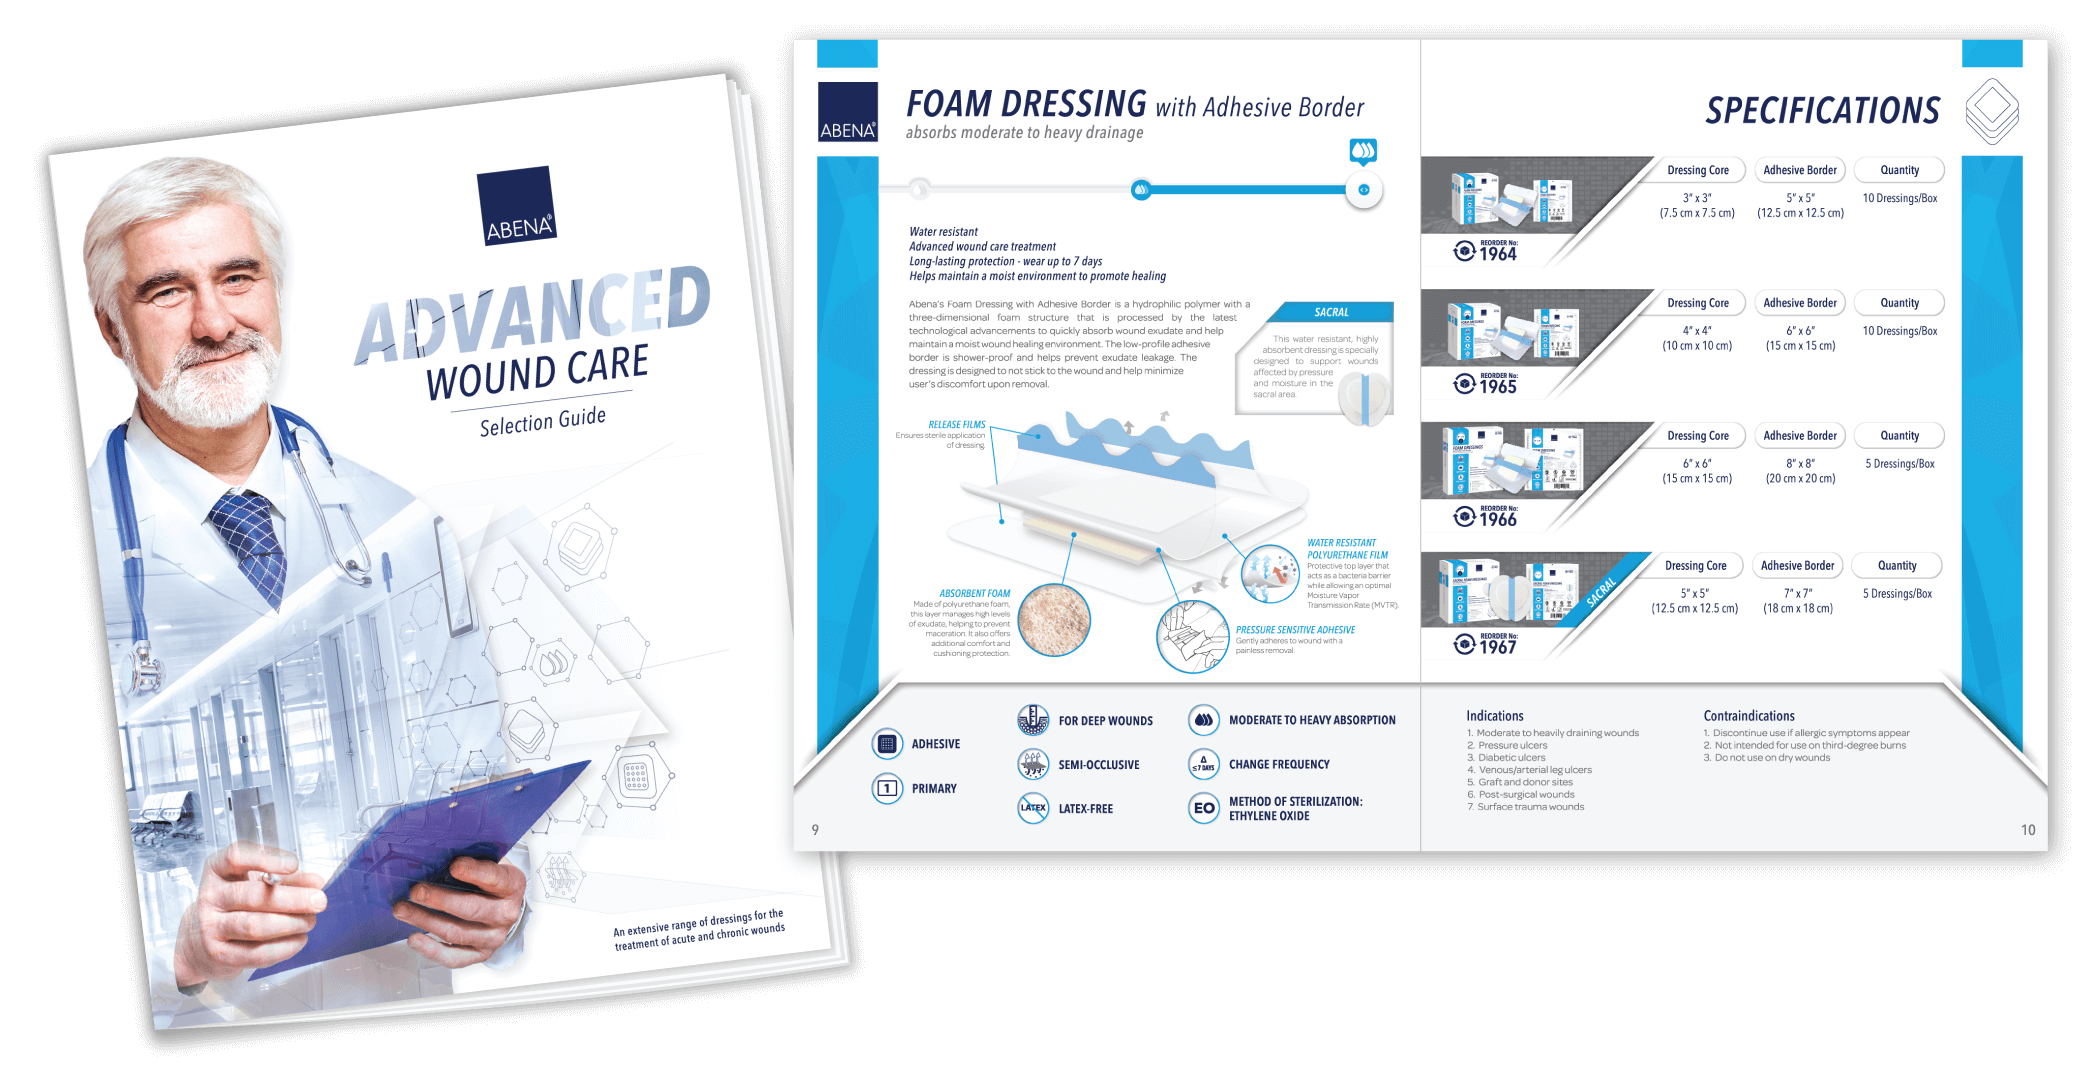 ABENA®
ADVANCED
WOUND CARE
Selection Guide
An extensive range of dressings for the
treatment of acute and chronic wounds
ABENA®
FOAM DRESSING with Adhesive Border
absorbs moderate to heavy drainage
Water resistant
Advanced wound care treatment
Long-lasting protection - wear up to 7 days
Helps maintain a moist environment to promote healing
Abena's Foam Dressing with Adhesive Border is a hydrophilic polymer with a
three-dimensional foam structure that is processed by the latest
technological advancements to quickly absorb wound exudate and help
maintain a moist wound healing environment. The low-profile adhesive
border is shower-proof and helps prevent exudate leakage. The
dressing is designed to not stick to the wound and help minimize
user's discomfort upon removal.
SACRAL
This water resistant, highly
absorbent dressing is specially
designed to support wounds
affected by pressure
and moisture in the
sacral area.
RELEASE FILMS
Ensures sterile application
of dressing.
WATER RESISTANT
POLYURETHANE FILM
Protective top layer that
acts as a bacteria barrier
while allowing an optimal
Moisture Vapor
Transmission Rate (MVTR).
ABSORBENT FOAM
Made of polyurethane foam,
this layer manages high levels
of exudate, helping to prevent
maceration. It also offers
additional comfort and
cushioning protection.
PRESSURE SENSITIVE ADHESIVE
Gently adheres to wound with a
painless removal.
ADHESIVE
1 PRIMARY
FOR DEEP WOUNDS
SEMI-OCCLUSIVE
LATEX LATEX-FREE
MODERATE TO HEAVY ABSORPTION
≤7 DAYS CHANGE FREQUENCY
EO METHOD OF STERILIZATION:
ETHYLENE OXIDE
9
SPECIFICATIONS
Dressing Core Adhesive Border Quantity
3" x 3" 5" x 5" 10 Dressings/Box
(7.5 cm x 7.5 cm) (12.5 cm x 12.5 cm)
REORDER No:
1964
Dressing Core Adhesive Border Quantity
4" x 4" 6" x 6" 10 Dressings/Box
(10 cm x 10 cm) (15 cm x 15 cm)
REORDER No:
1965
Dressing Core Adhesive Border Quantity
6" x 6" 8" x 8" 5 Dressings/Box
(15 cm x 15 cm) (20 cm x 20 cm)
REORDER No:
1966
Dressing Core Adhesive Border Quantity
5" x 5" 7" x 7" 5 Dressings/Box
(12.5 cm x 12.5 cm) (18 cm x 18 cm)
SACRAL
REORDER No:
1967
Indications
1. Moderate to heavily draining wounds
2. Pressure ulcers
3. Diabetic ulcers
4. Venous/arterial leg ulcers
5. Graft and donor sites
6. Post-surgical wounds
7. Surface trauma wounds
Contraindications
1. Discontinue use if allergic symptoms appear
2. Not intended for use on third-degree burns
3. Do not use on dry wounds
10